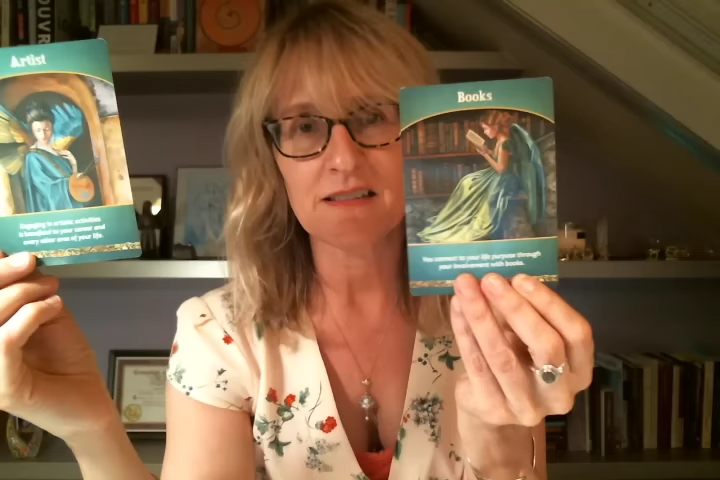 Artist
Engaging in artistic activities
is beneficial to your career and
every other area of your life.
Books
You connect to your life purpose through
your involvement with books.